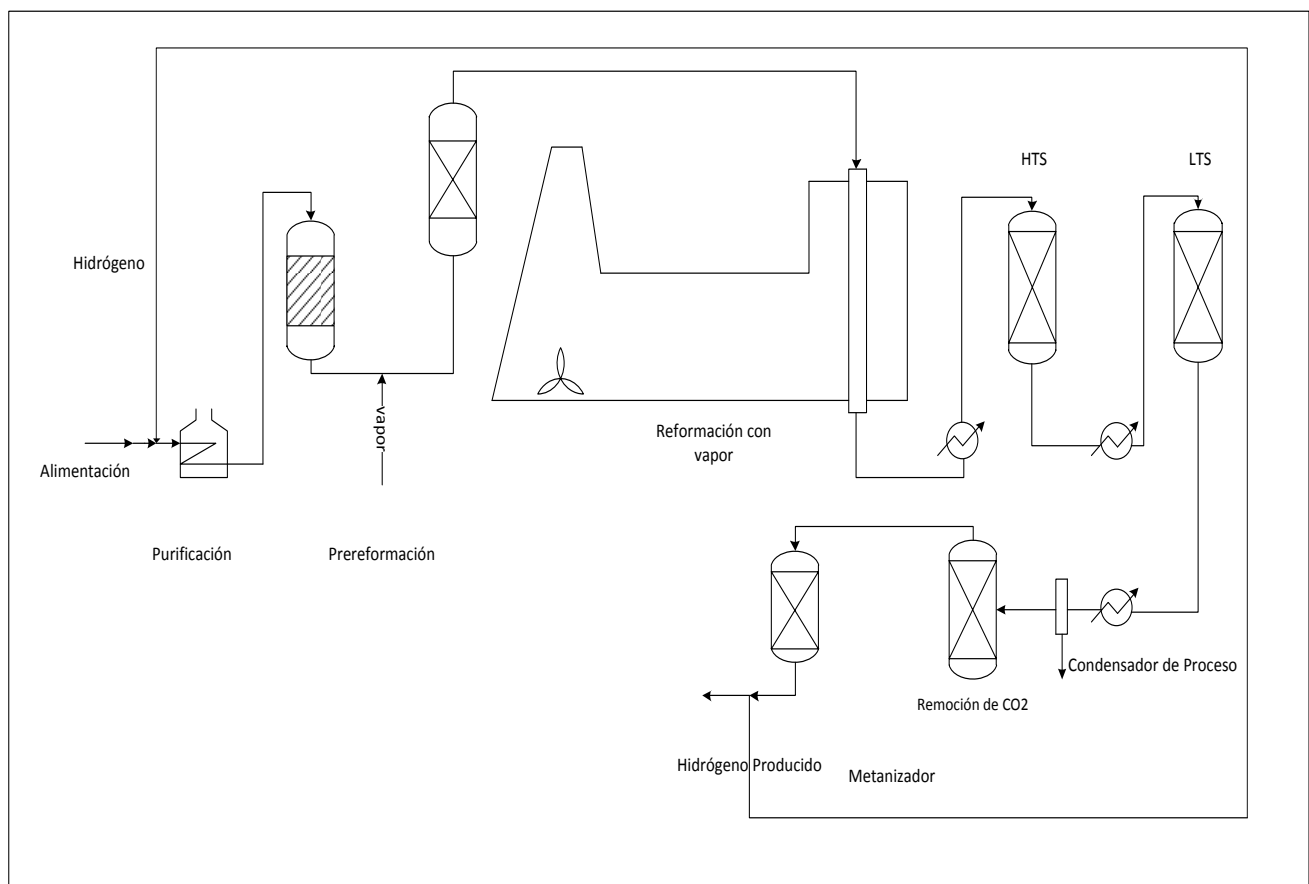 HTS
LTS
Hidrógeno
vapor
Reformación con
vapor
Alimentación
Purificación
Prereformación
Condensador de Proceso
Remoción de CO2
Hidrógeno Producido
Metanizador